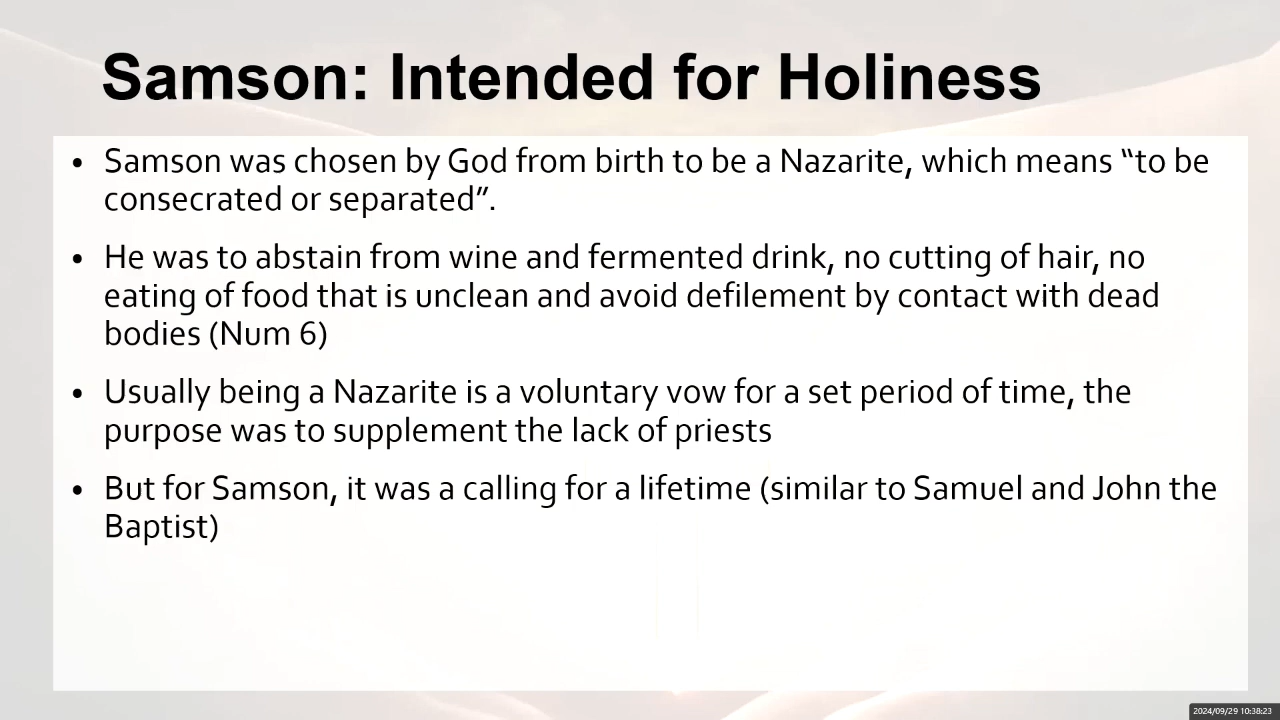 Samson: Intended for Holiness
• Samson was chosen by God from birth to be a Nazarite, which means “to be
consecrated or separated”.
• He was to abstain from wine and fermented drink, no cutting of hair, no
eating of food that is unclean and avoid defilement by contact with dead
bodies (Num 6)
• Usually being a Nazarite is a voluntary vow for a set period of time, the
purpose was to supplement the lack of priests
• But for Samson, it was a calling for a lifetime (similar to Samuel and John the
Baptist)
2024/09/29 10:38:23